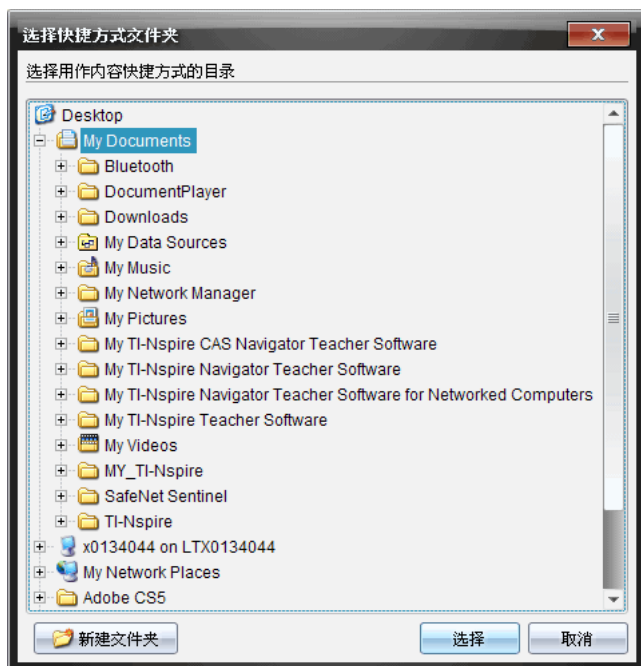 选择快捷方式文件夹
选择用作内容快捷方式的目录
Desktop
My Documents
Bluetooth
DocumentPlayer
Downloads
My Data Sources
My Music
My Network Manager
My Pictures
My TI-Nspire CAS Navigator Teacher Software
My TI-Nspire Navigator Teacher Software
My TI-Nspire Navigator Teacher Software for Networked Computers
My TI-Nspire Teacher Software
My Videos
MY_TI-Nspire
SafeNet Sentinel
TI-Nspire
x0134044 on LTX0134044
My Network Places
Adobe CS5
新建文件夹 选择 取消